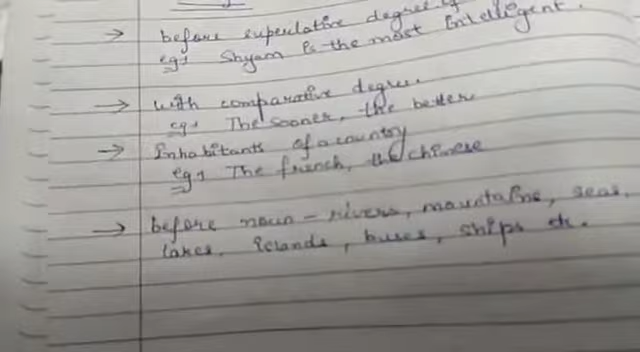 → before superlative degree
eg: Shyam is the most intelligent.
→ with comparative degree.
eg: The sooner, the better
→ Inhabitants of a country
eg: The french, the chinese
→ before noun - rivers, mountains, seas,
lakes, islands, buses, ships etc.